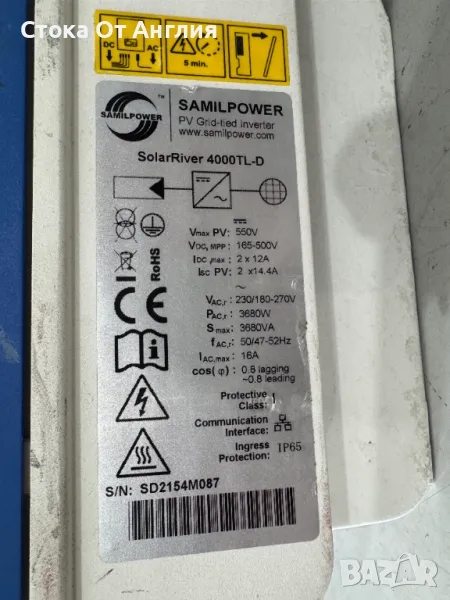 Стока От Англия
DC AC
5 min.
SAMILPOWER
™
SAMILPOWER
PV Grid-tied Inverter
www.samilpower.com
SolarRiver 4000TL-D
Vmax PV: 550V
VDC, MPP: 165-500V
IDC,max: 2 x 12A
ISC PV: 2 x14.4A
RoHS
CE
VAC,r: 230/180-270V
PAC,r: 3680W
Smax: 3680VA
fAC,r: 50/47-52Hz
IAC,max: 16A
cos(φ): 0.8 lagging
~0.8 leading
Protective
Class: I
Communication
Interface:
Ingress
Protection: IP65
S/N: SD2154M087
BAZAR